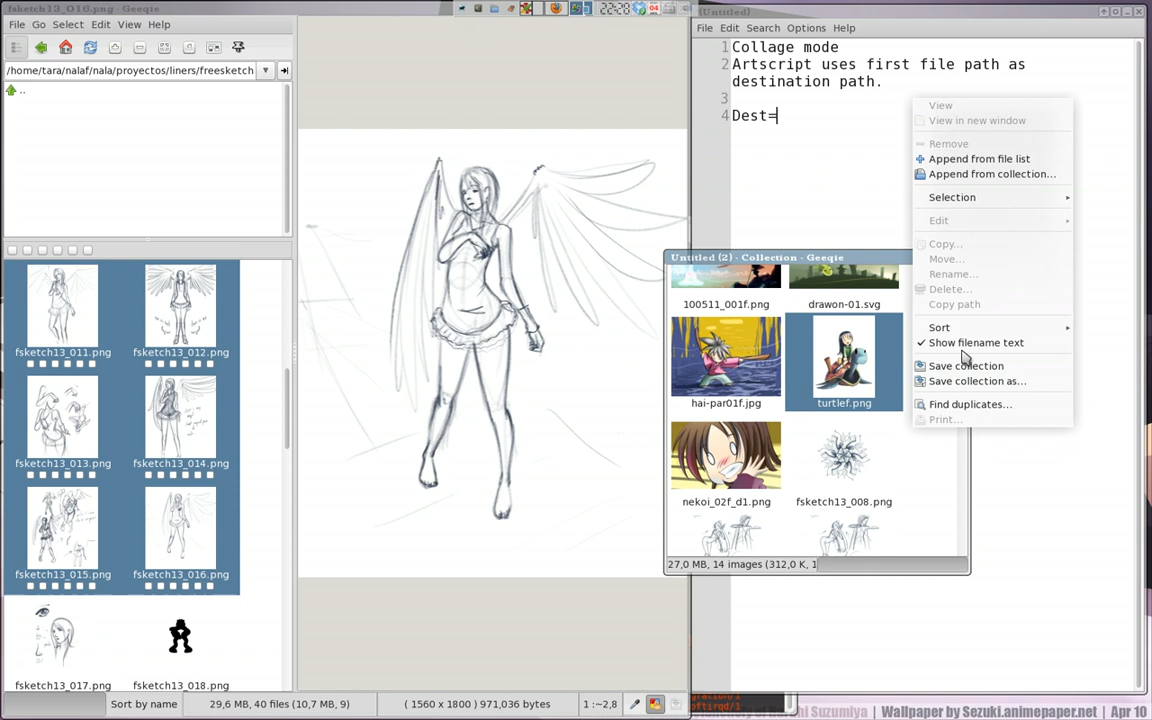 fsketch13_016.png - Geeqie
File Go Select Edit View Help
/home/tara/nalaf/nala/proyectos/liners/freesketch
..
fsketch13_011.png
fsketch13_012.png
fsketch13_013.png
fsketch13_014.png
fsketch13_015.png
fsketch13_016.png
fsketch13_017.png
fsketch13_018.png
Sort by name
29,6 MB, 40 files (10,7 MB, 9)
( 1560 x 1800 ) 971,036 bytes
1 :~2,8
22:28
04
(Untitled)
File Edit Search Options Help
1 Collage mode
2 Artscript uses first file path as
destination path.
3
4 Dest=
Untitled (2) - Collection - Geeqie
100511_001f.png
drawon-01.svg
hai-par01f.jpg
turtlef.png
nekoi_02f_d1.png
fsketch13_008.png
27,0 MB, 14 images (312,0 K, 1
View
View in new window
Remove
Append from file list
Append from collection...
Selection
Edit
Copy...
Move...
Rename...
Delete...
Copy path
Sort
Show filename text
Save collection
Save collection as...
Find duplicates...
Print...
Suzumiya | Wallpaper by Sezuki.animepaper.net | Apr 10